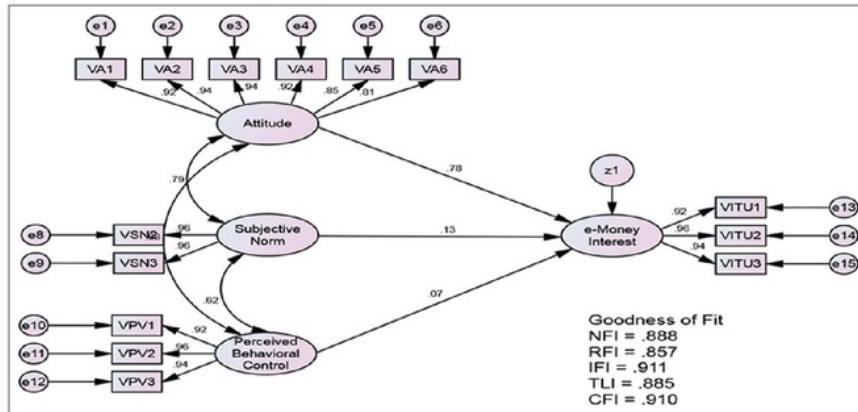 e1 e2 e3 e4 e5 e6
VA1 VA2 VA3 VA4 VA5 VA6
.92 .94 .94 .92 .85 .81
Attitude
.78
z1
.79
e8 VSN2 .96
Subjective
Norm
.13
e-Money
Interest
.92 VITU1 e13
.96 VITU2 e14
.94 VITU3 e15
e9 VSN3 .96
.62
.07
e10 VPV1 .92
e11 VPV2 .96
e12 VPV3 .94
Perceived
Behavioral
Control
Goodness of Fit
NFI = .888
RFI = .857
IFI = .911
TLI = .885
CFI = .910